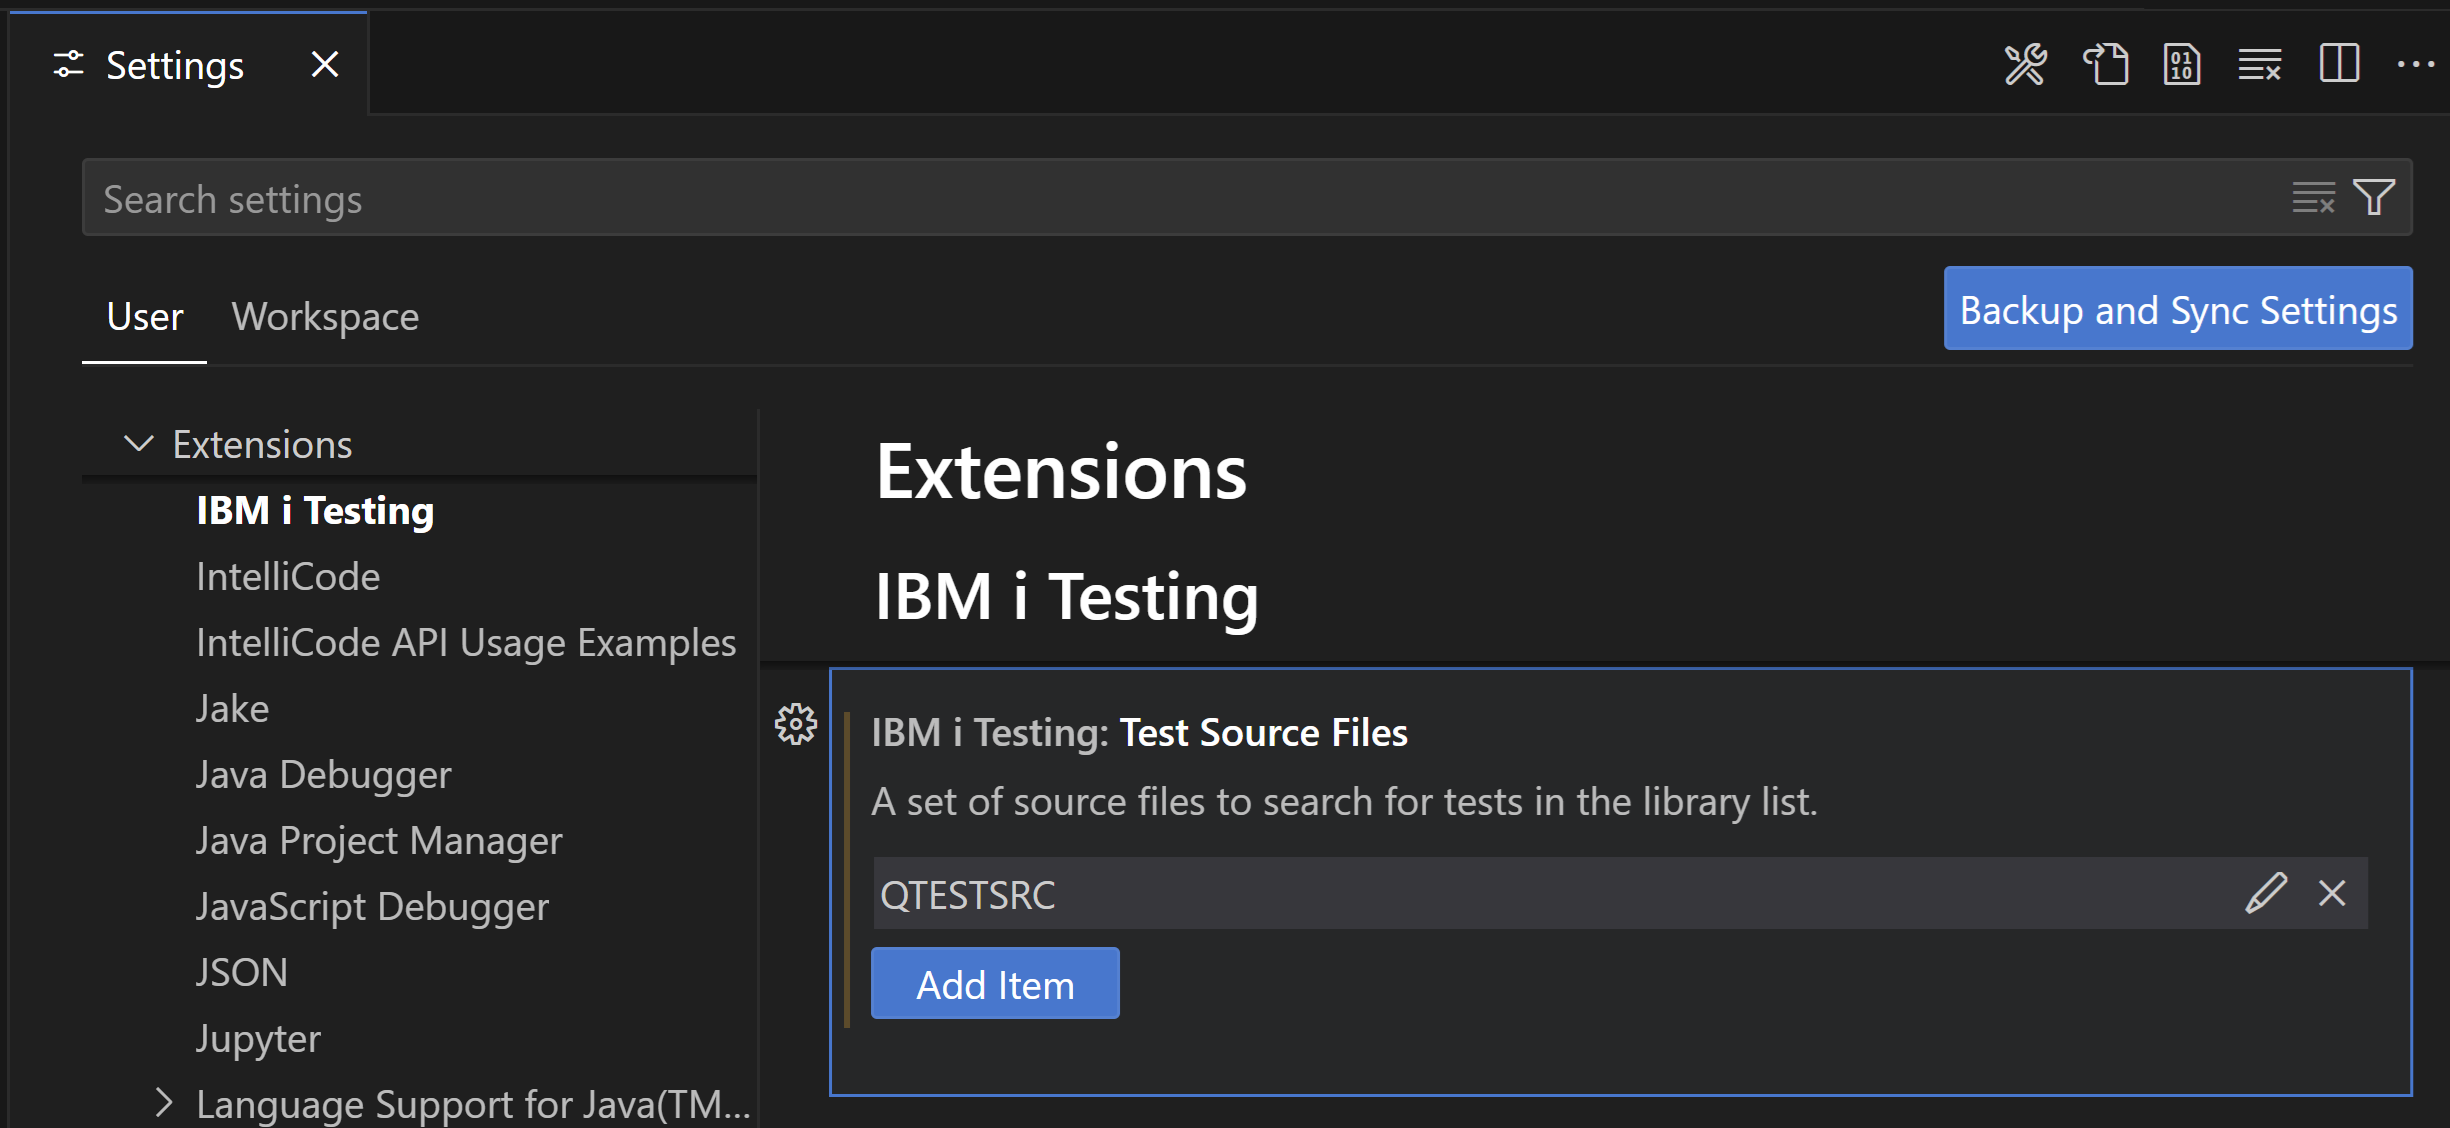 Settings
Search settings
User Workspace
Backup and Sync Settings
Extensions
IBM i Testing
IntelliCode
IntelliCode API Usage Examples
Jake
Java Debugger
Java Project Manager
JavaScript Debugger
JSON
Jupyter
Language Support for Java(TM...
Extensions
IBM i Testing
IBM i Testing: Test Source Files
A set of source files to search for tests in the library list.
QTESTSRC
Add Item